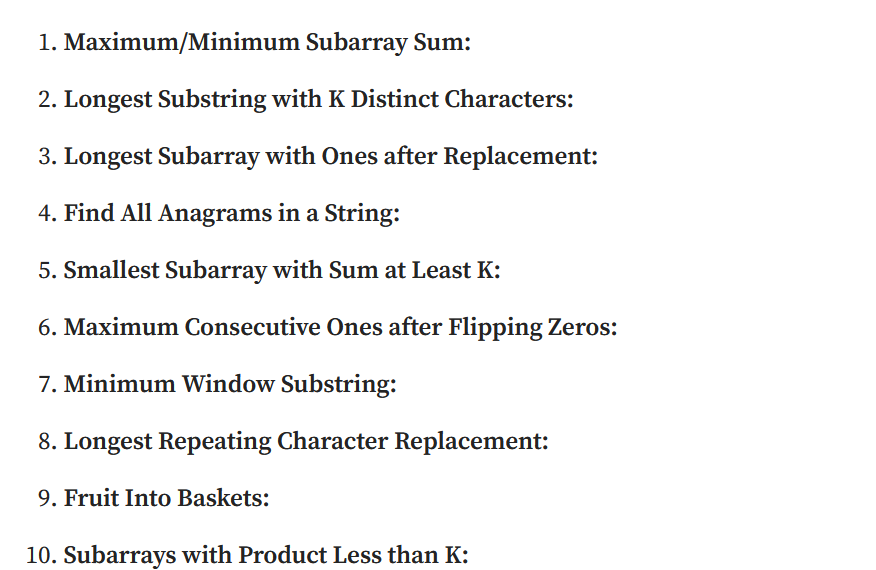 1. Maximum/Minimum Subarray Sum:
2. Longest Substring with K Distinct Characters:
3. Longest Subarray with Ones after Replacement:
4. Find All Anagrams in a String:
5. Smallest Subarray with Sum at Least K:
6. Maximum Consecutive Ones after Flipping Zeros:
7. Minimum Window Substring:
8. Longest Repeating Character Replacement:
9. Fruit Into Baskets:
10. Subarrays with Product Less than K: